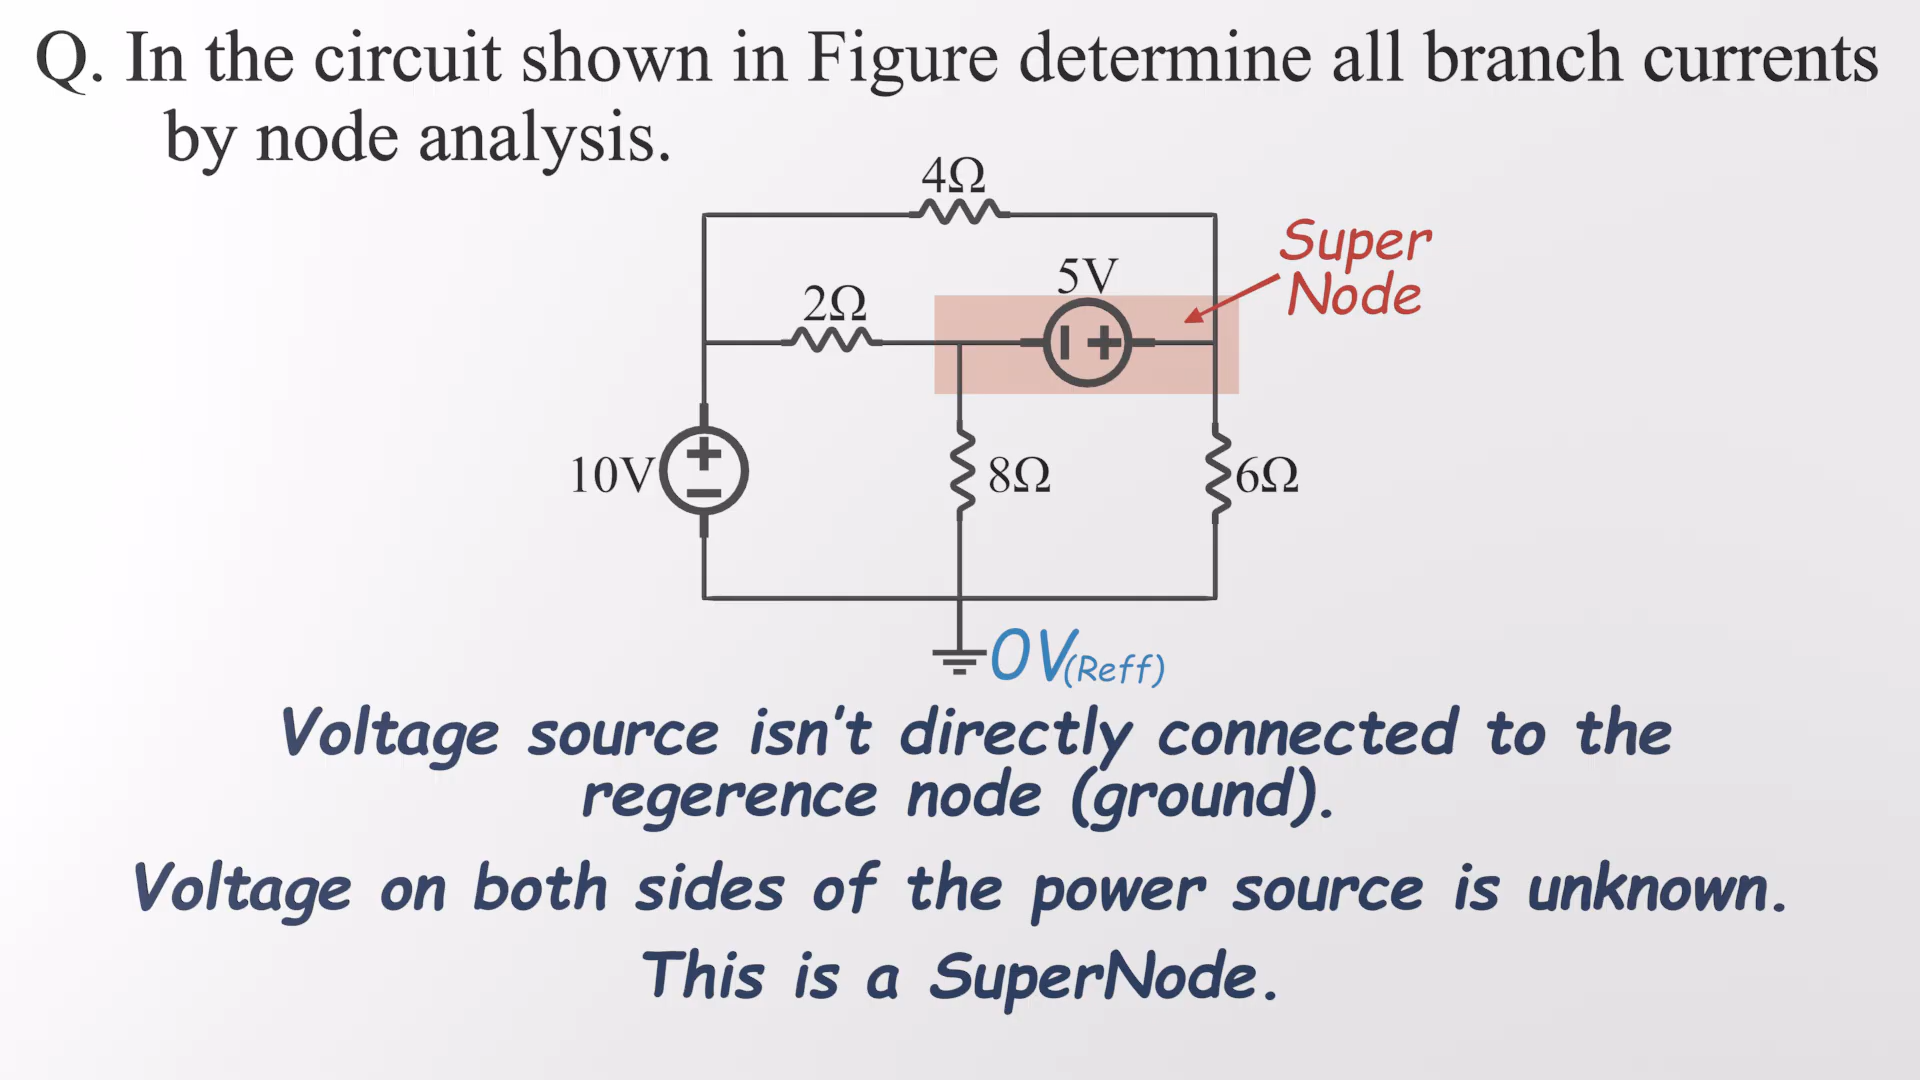 Q. In the circuit shown in Figure determine all branch currents
by node analysis.
4Ω
Super
Node
5V
2Ω
10V
8Ω
6Ω
0V(Reff)
Voltage source isn't directly connected to the
regerence node (ground).
Voltage on both sides of the power source is unknown.
This is a SuperNode.